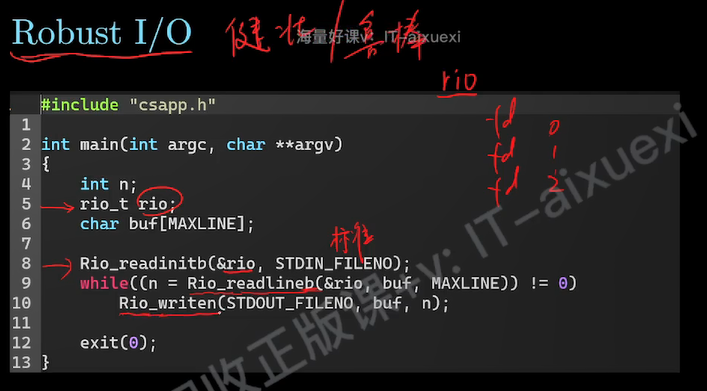 Robust I/O 健壮/鲁棒
海量好课v: IT-aixuexi
rio
#include "csapp.h"
fd 0
1
fd 1
2 int main(int argc, char **argv)
3 {
fd 2
4 int n;
5 rio_t rio;
6 char buf[MAXLINE];
7
标准
8 Rio_readinitb(&rio, STDIN_FILENO);
9 while((n = Rio_readlineb(&rio, buf, MAXLINE)) != 0)
10 Rio_writen(STDOUT_FILENO, buf, n);
11
12 exit(0);
13 }
收正版课+v: IT-aixuexi